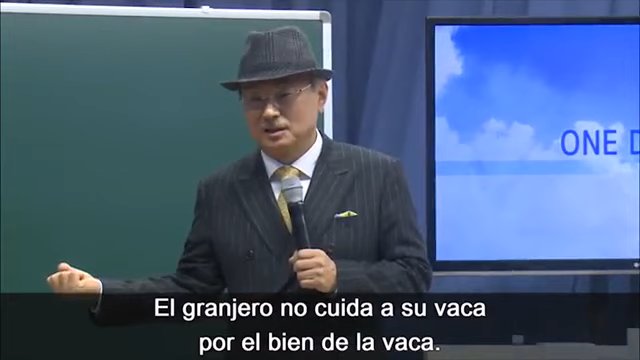 ONE D
El granjero no cuida a su vaca
por el bien de la vaca.